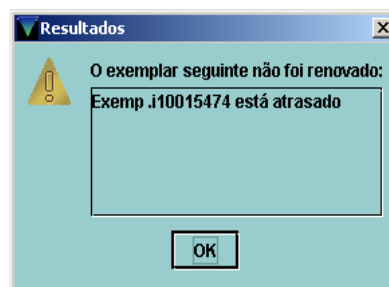 Resultados
O exemplar seguinte não foi renovado:
Exemp .i10015474 está atrasado
OK